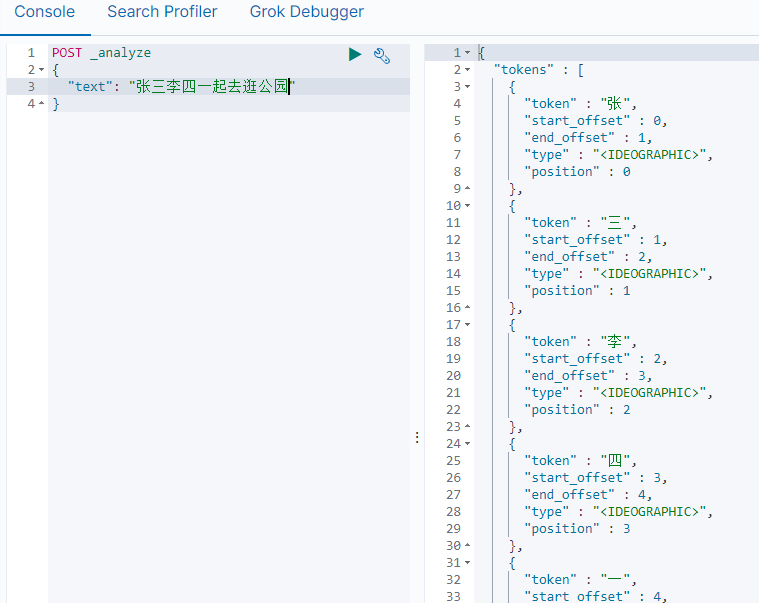 Console Search Profiler Grok Debugger
1 POST _analyze
2 {
3 "text": "张三李四一起去逛公园"
4 }
1 {
2 "tokens" : [
3 {
4 "token" : "张",
5 "start_offset" : 0,
6 "end_offset" : 1,
7 "type" : "<IDEOGRAPHIC>",
8 "position" : 0
9 },
10 {
11 "token" : "三",
12 "start_offset" : 1,
13 "end_offset" : 2,
14 "type" : "<IDEOGRAPHIC>",
15 "position" : 1
16 },
17 {
18 "token" : "李",
19 "start_offset" : 2,
20 "end_offset" : 3,
21 "type" : "<IDEOGRAPHIC>",
22 "position" : 2
23 },
24 {
25 "token" : "四",
26 "start_offset" : 3,
27 "end_offset" : 4,
28 "type" : "<IDEOGRAPHIC>",
29 "position" : 3
30 },
31 {
32 "token" : "一",
33 "start_offset" : 4,